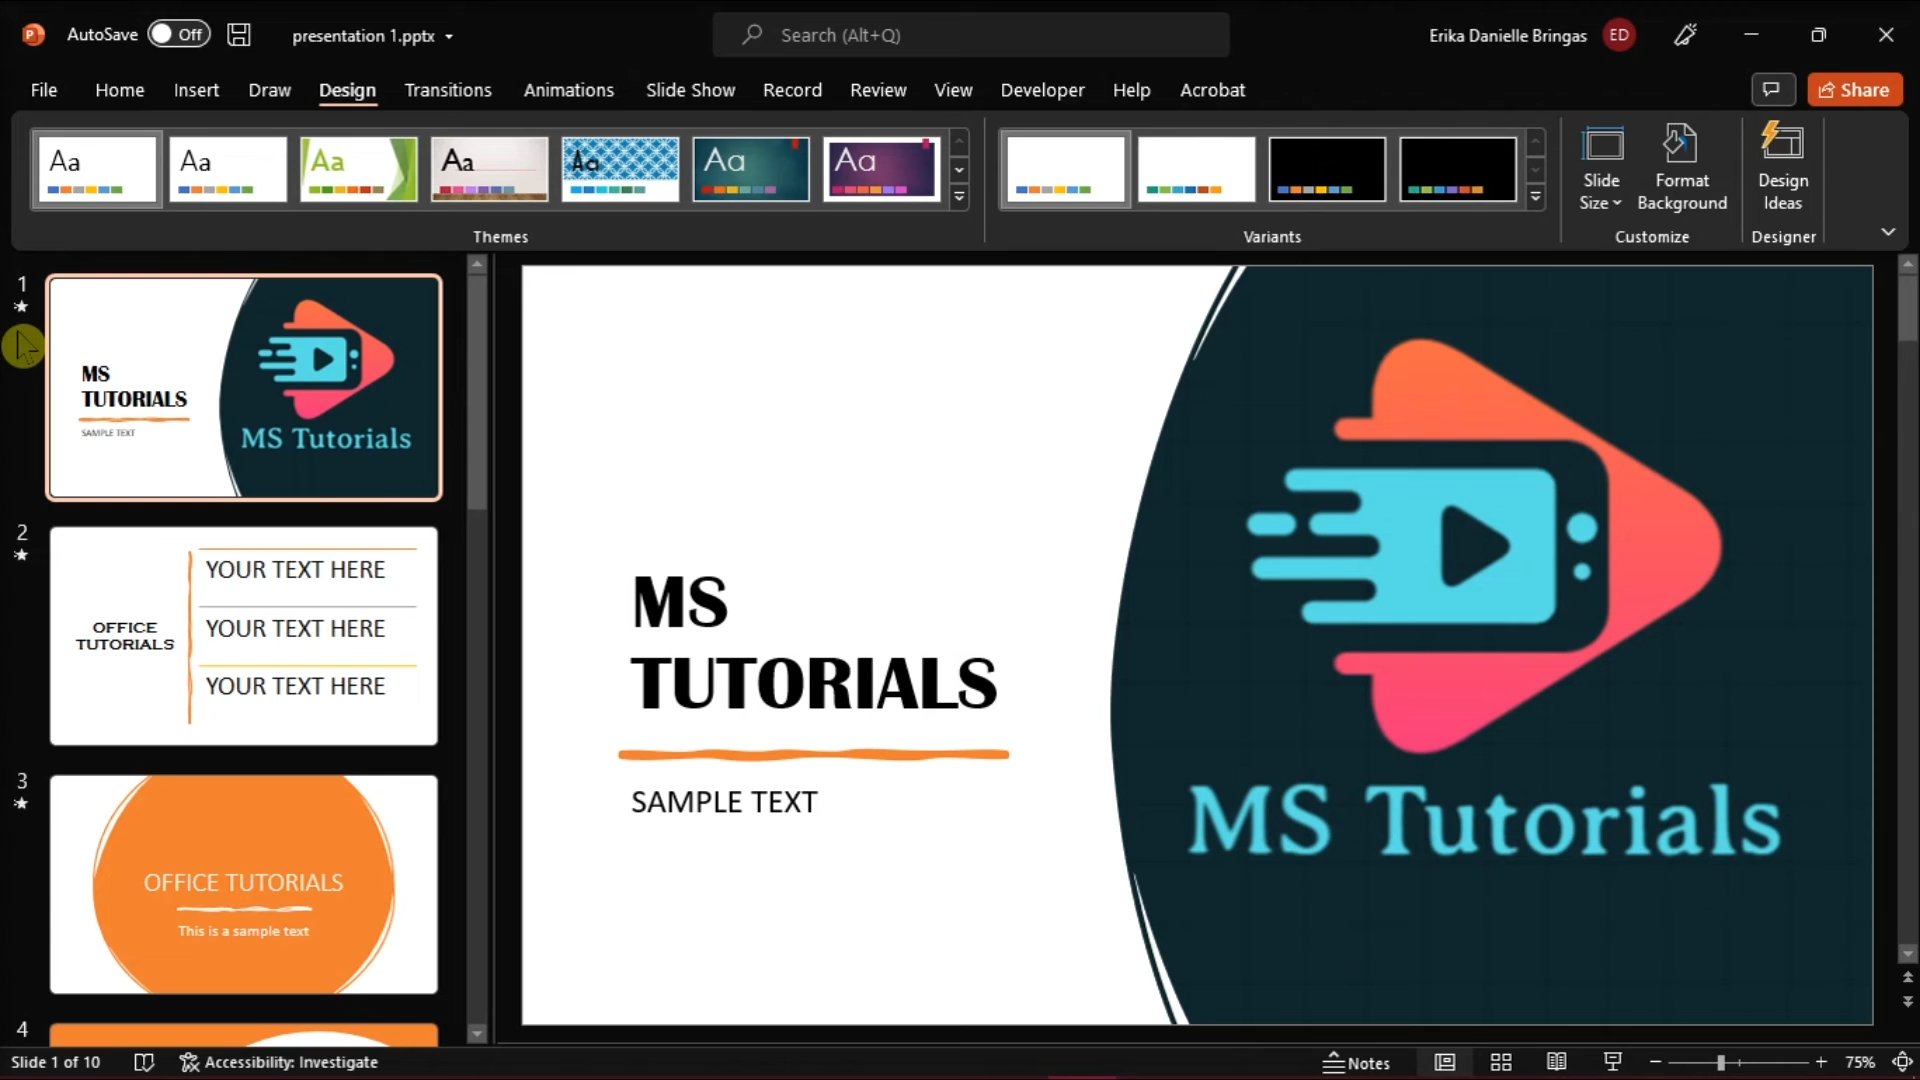 AutoSave Off presentation 1.pptx Search (Alt+Q) Erika Danielle Bringas ED
File Home Insert Draw Design Transitions Animations Slide Show Record Review View Developer Help Acrobat Share
Aa Aa Aa Aa Aa Aa Aa
Slide Size
Format Background
Design Ideas
Themes Variants Customize Designer
1
MS
TUTORIALS
SAMPLE TEXT
MS Tutorials
2
OFFICE
TUTORIALS
YOUR TEXT HERE
YOUR TEXT HERE
YOUR TEXT HERE
3
OFFICE TUTORIALS
This is a sample text
4
MS
TUTORIALS
SAMPLE TEXT
MS Tutorials
Slide 1 of 10 Accessibility: Investigate Notes 75%